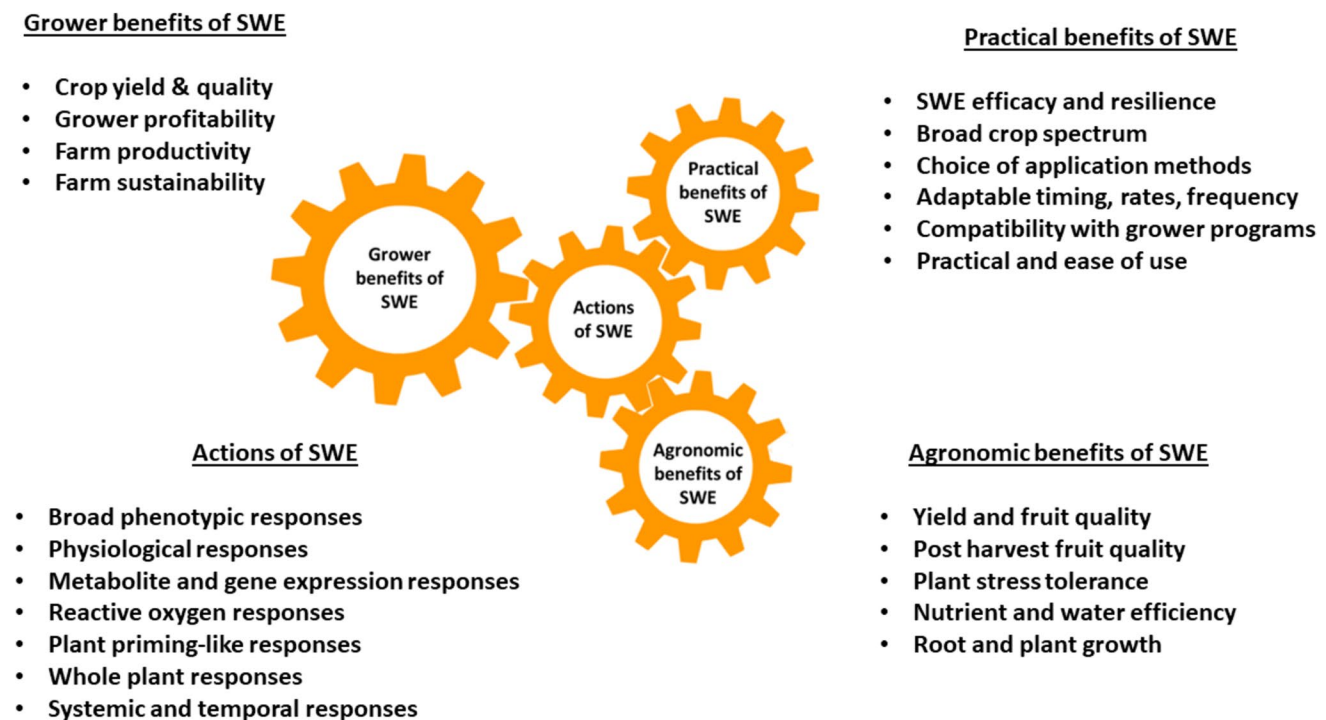 Grower benefits of SWE
• Crop yield & quality
• Grower profitability
• Farm productivity
• Farm sustainability
Practical benefits of SWE
• SWE efficacy and resilience
• Broad crop spectrum
• Choice of application methods
• Adaptable timing, rates, frequency
• Compatibility with grower programs
• Practical and ease of use
Grower
benefits of
SWE
Practical
benefits of
SWE
Actions
of SWE
Agronomic
benefits of
SWE
Actions of SWE
• Broad phenotypic responses
• Physiological responses
• Metabolite and gene expression responses
• Reactive oxygen responses
• Plant priming-like responses
• Whole plant responses
• Systemic and temporal responses
Agronomic benefits of SWE
• Yield and fruit quality
• Post harvest fruit quality
• Plant stress tolerance
• Nutrient and water efficiency
• Root and plant growth